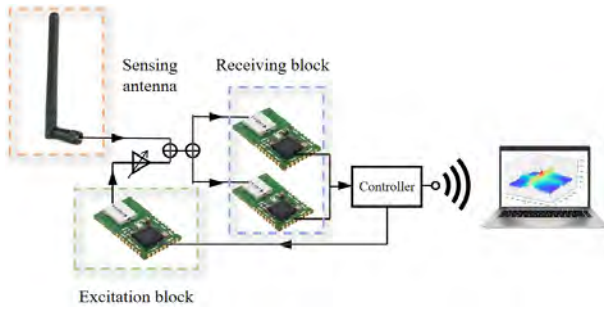 Sensing
antenna
Receiving block
Controller
Excitation block